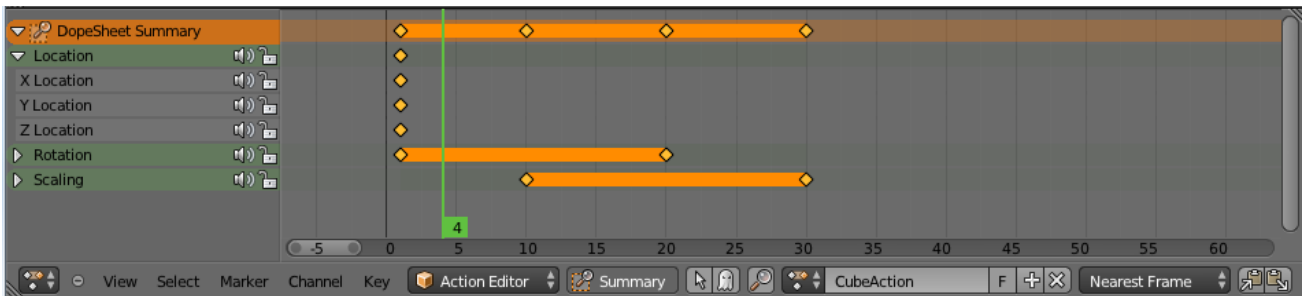 DopeSheet Summary
Location
X Location
Y Location
Z Location
Rotation
Scaling
4
-5 0 5 10 15 20 25 30 35 40 45 50 55 60
View Select Marker Channel Key Action Editor Summary CubeAction F Nearest Frame